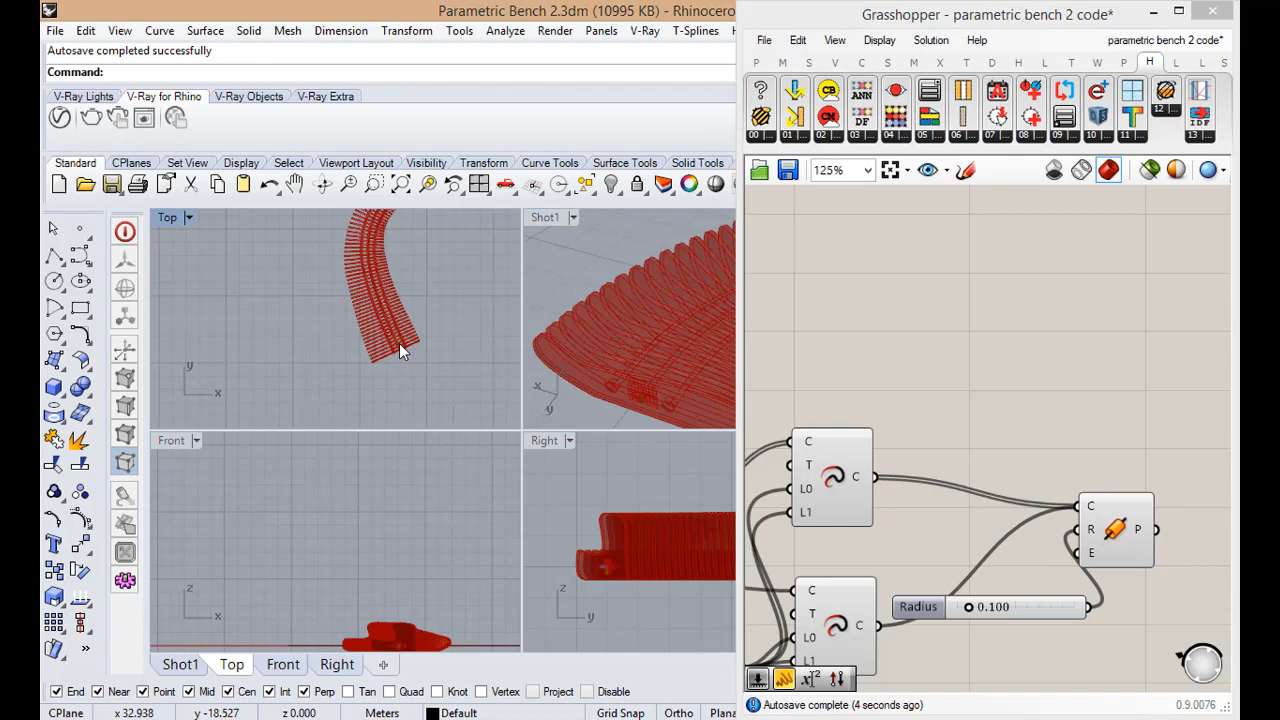 Parametric Bench 2.3dm (10995 KB) - Rhinocero
File Edit View Curve Surface Solid Mesh Dimension Transform Tools Analyze Render Panels V-Ray T-Splines
Autosave completed successfully
Command:
V-Ray Lights V-Ray for Rhino V-Ray Objects V-Ray Extra
Standard CPlanes Set View Display Select Viewport Layout Visibility Transform Curve Tools Surface Tools Solid Tools
Top
y
x
Shot1
x
y
Front
z
x
Right
z
y
Shot1 Top Front Right
End Near Point Mid Cen Int Perp Tan Quad Knot Vertex Project Disable
CPlane x 32.938 y -18.527 z 0.000 Meters Default Grid Snap Ortho Plana
Grasshopper - parametric bench 2 code*
File Edit View Display Solution Help parametric bench 2 code*
P M S V C S M I D W T P H L L S
CB ANN e+
CM DF IDF
00 01 02 03 04 05 06 07 08 09 10 11 12 13
125%
C
T
L0
L1
C
C
R
E
P
Radius 0.100
C
T
L0
L1
C
Autosave complete (4 seconds ago) 0.9.0076